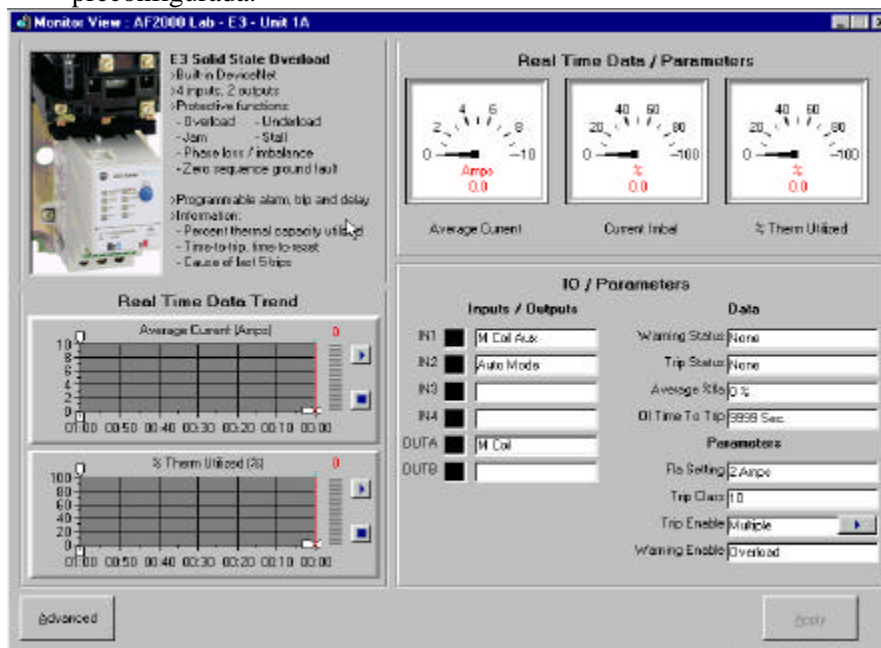 preconfigurada.
Monitor View : AF2000 Lab - E3 - Unit 1A
E3 Solid State Overload
>Built-in DeviceNet
>4 inputs, 2 outputs
>Protective functions:
- Overload - Underload
- Jam - Stall
- Phase loss / imbalance
- Zero sequence ground fault
>Programmable alarm, trip and delay
>Information:
- Percent thermal capacity utilized
- Time-to-trip, time-to-reset
- Cause of last 5 trips
Real Time Data / Parameters
0 2 4 6 8 10
Amps
0.0
Average Current
0 20 40 60 80 100
%
0.0
Current Imbal
0 20 40 60 80 100
%
0.0
% Therm Utilized
Real Time Data Trend
Average Current (Amps) 0
10
8
6
4
2
0
01:00 00:50 00:40 00:30 00:20 00:10 00:00
% Therm Utilized (%) 0
100
80
60
40
20
0
01:00 00:50 00:40 00:30 00:20 00:10 00:00
IO / Parameters
Inputs / Outputs
IN1 M Coil Aux
IN2 Auto Mode
IN3
IN4
OUTA M Coil
OUTB
Data
Warning Status None
Trip Status None
Average %fla 0 %
Ol Time To Trip 9999 Sec.
Parameters
Fla Setting 2 Amps
Trip Class 10
Trip Enable Multiple
Warning Enable Overload
Advanced
Apply